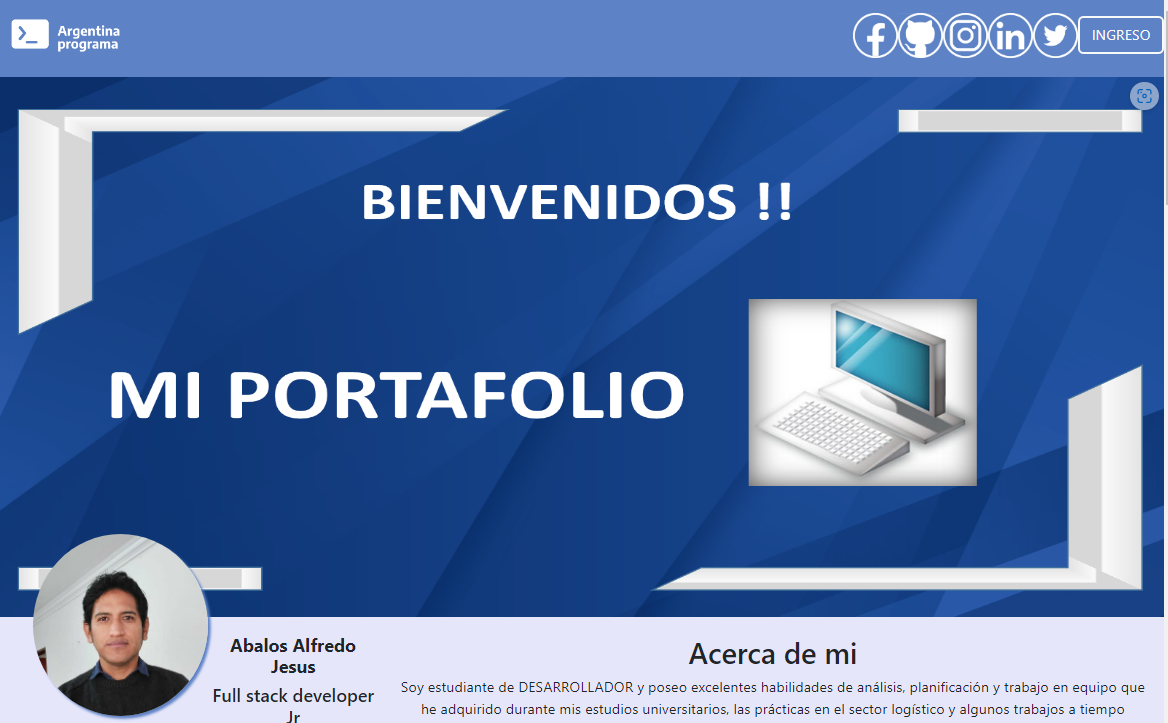 Argentina
programa
INGRESO
BIENVENIDOS !!
MI PORTAFOLIO
Abalos Alfredo
Jesus
Full stack developer
Jr
Acerca de mi
Soy estudiante de DESARROLLADOR y poseo excelentes habilidades de análisis, planificación y trabajo en equipo que
he adquirido durante mis estudios universitarios, las prácticas en el sector logístico y algunos trabajos a tiempo